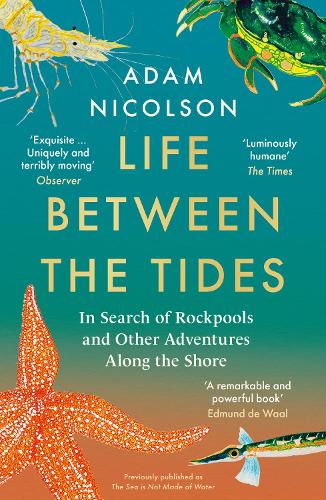 ADAM
NICOLSON
'Exquisite ...
Uniquely and
terribly moving'
Observer
'Luminously
humane'
The Times
LIFE
BETWEEN
THE TIDES
In Search of Rockpools
and Other Adventures
Along the Shore
'A remarkable and
powerful book'
Edmund de Waal
Previously published as
The Sea is Not Made of Water